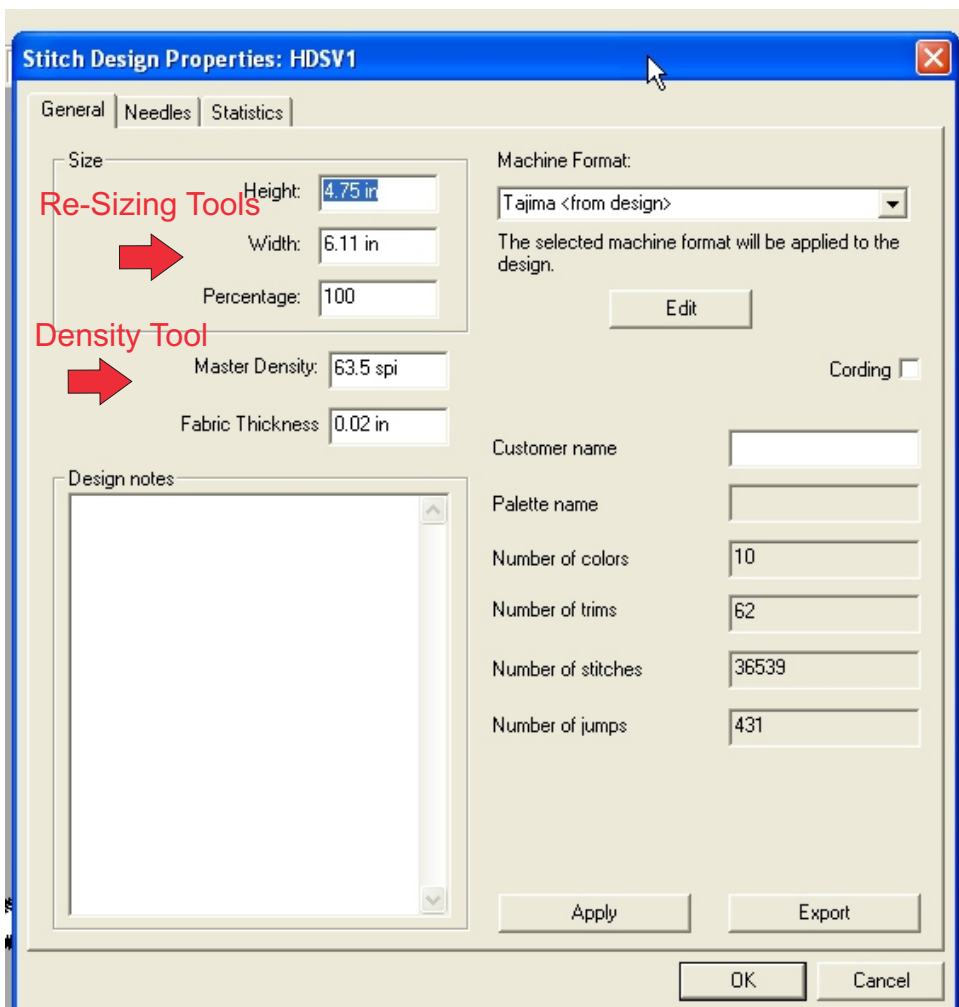 Stitch Design Properties: HDSV1
General Needles Statistics
Size
Height: 4.75 in
Re-Sizing Tools
Width: 6.11 in
Percentage: 100
Density Tool
Master Density: 63.5 spi
Fabric Thickness 0.02 in
Design notes
Machine Format:
Tajima <from design>
The selected machine format will be applied to the
design.
Edit
Cording
Customer name
Palette name
Number of colors 10
Number of trims 62
Number of stitches 36539
Number of jumps 431
Apply Export
OK Cancel